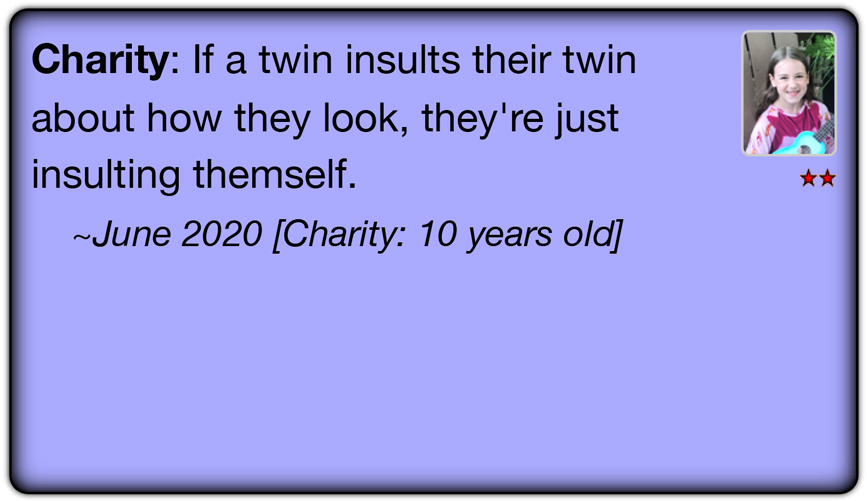 Charity: If a twin insults their twin
about how they look, they're just
insulting themself.
~June 2020 [Charity: 10 years old]